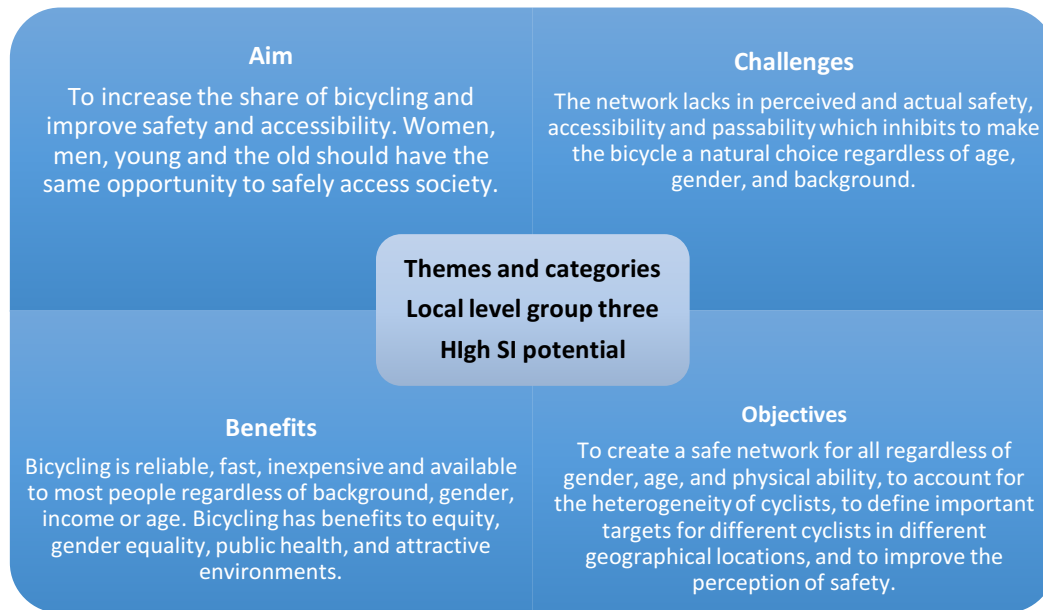 Aim
To increase the share of bicycling and
improve safety and accessibility. Women,
men, young and the old should have the
same opportunity to safely access society.
Challenges
The network lacks in perceived and actual safety,
accessibility and passability which inhibits to make
the bicycle a natural choice regardless of age,
gender, and background.
Themes and categories
Local level group three
HIgh SI potential
Benefits
Bicycling is reliable, fast, inexpensive and available
to most people regardless of background, gender,
income or age. Bicycling has benefits to equity,
gender equality, public health, and attractive
environments.
Objectives
To create a safe network for all regardless of
gender, age, and physical ability, to account for
the heterogeneity of cyclists, to define important
targets for different cyclists in different
geographical locations, and to improve the
perception of safety.